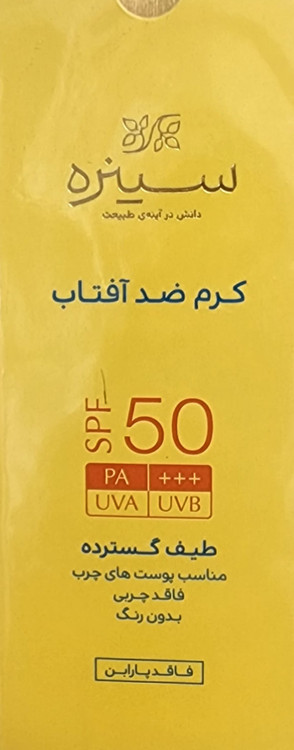 سینره
دانش در آینه‌ی طبیعت
کرم ضد آفتاب
SPF 50
PA +++
UVA UVB
طیف گسترده
مناسب پوست های چرب
فاقد چربی
بدون رنگ
فاقد پارابن